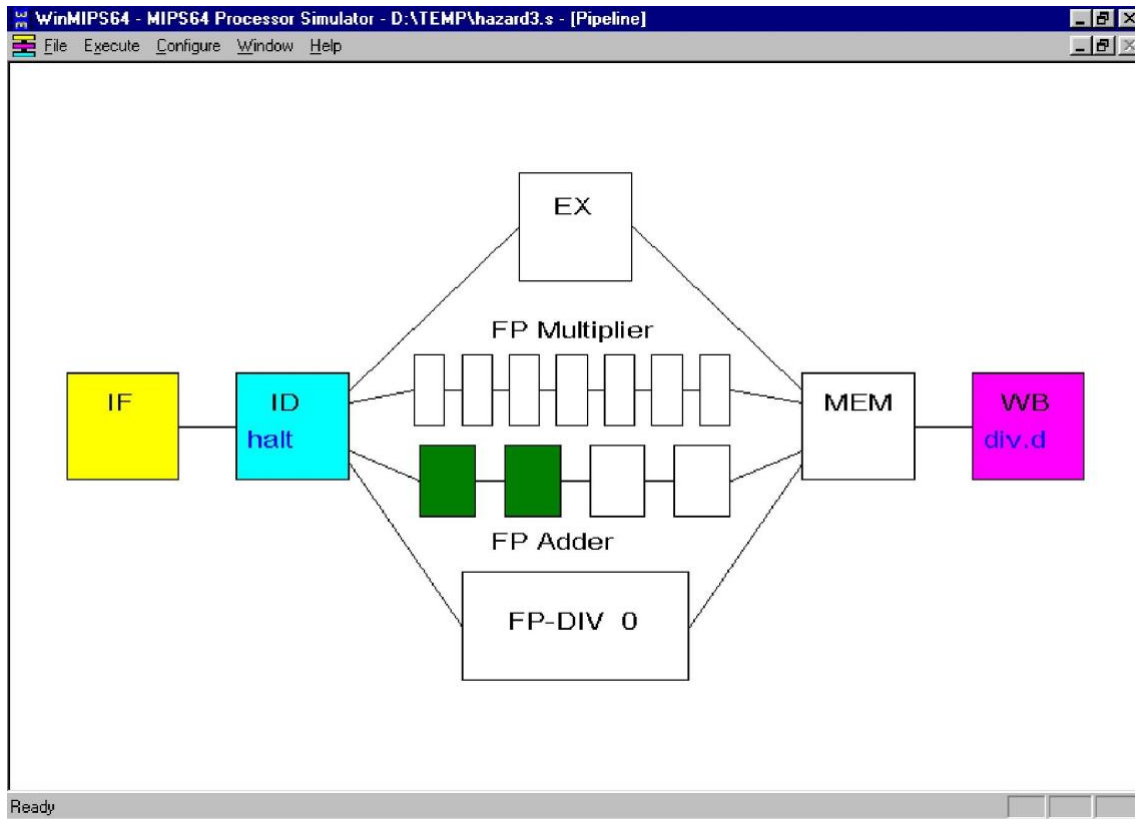 WinMIPS64 - MIPS64 Processor Simulator - D:\TEMP\hazard3.s - [Pipeline]
File Execute Configure Window Help
EX
FP Multiplier
IF
ID
halt
MEM
WB
div.d
FP Adder
FP-DIV 0
Ready